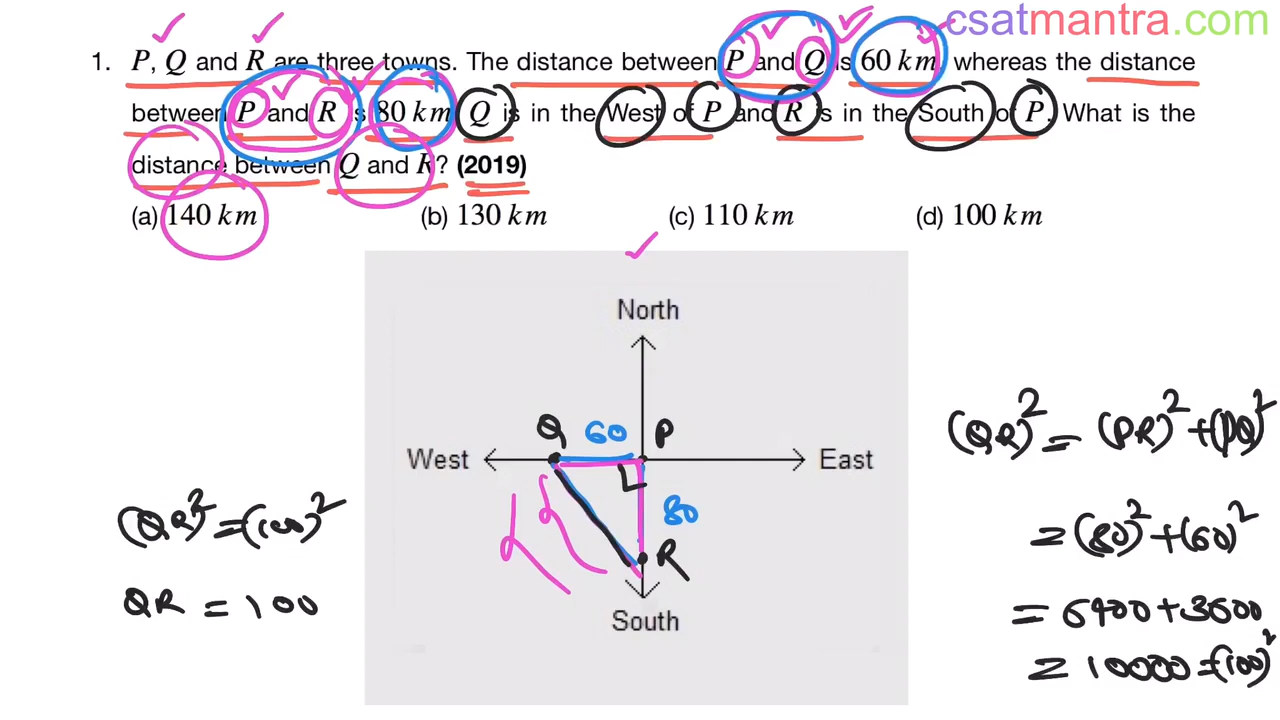 csatmantra.com
1. P, Q and R are three towns. The distance between P and Q is 60 km, whereas the distance
between P and R is 80 km Q is in the West of P and R is in the South of P. What is the
distance between Q and R? (2019)
(a) 140 km (b) 130 km (c) 110 km (d) 100 km
North
Q 60 P
West East
80
R
South
(QR)² = (PR)² + (PQ)²
= (80)² + (60)²
= 6400 + 3600
= 10000 = (100)²
(QR)² = (100)²
QR = 100